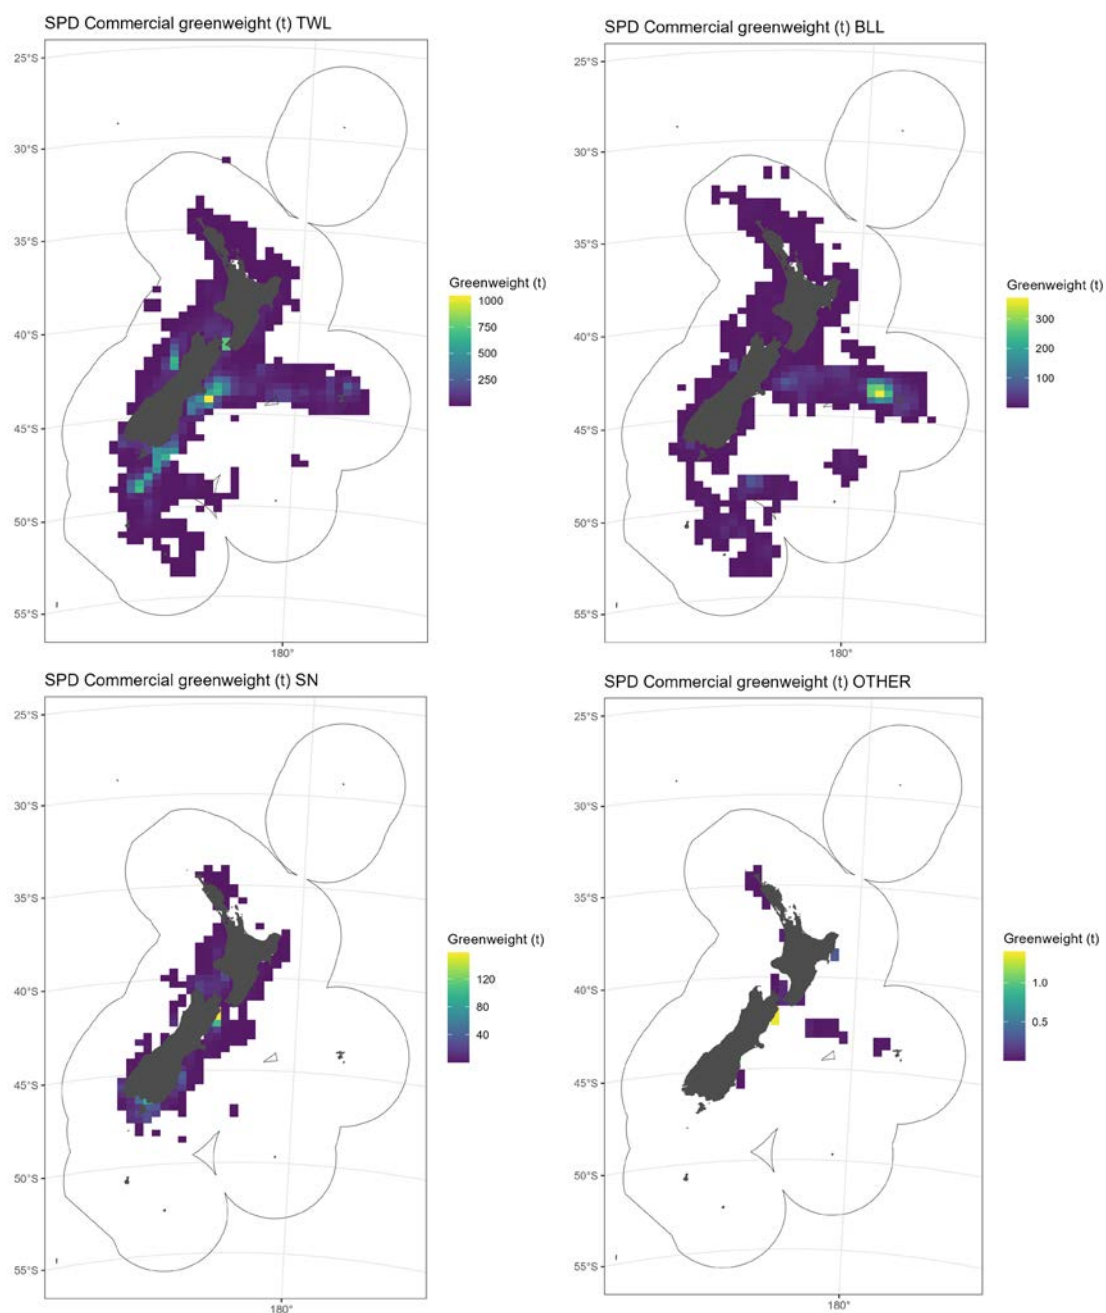 SPD Commercial greenweight (t) TWL
25°S
30°S
35°S
40°S
45°S
50°S
55°S
180°
Greenweight (t)
1000
750
500
250
SPD Commercial greenweight (t) BLL
25°S
30°S
35°S
40°S
45°S
50°S
55°S
180°
Greenweight (t)
300
200
100
SPD Commercial greenweight (t) SN
25°S
30°S
35°S
40°S
45°S
50°S
55°S
180°
Greenweight (t)
120
80
40
SPD Commercial greenweight (t) OTHER
25°S
30°S
35°S
40°S
45°S
50°S
55°S
180°
Greenweight (t)
1.0
0.5